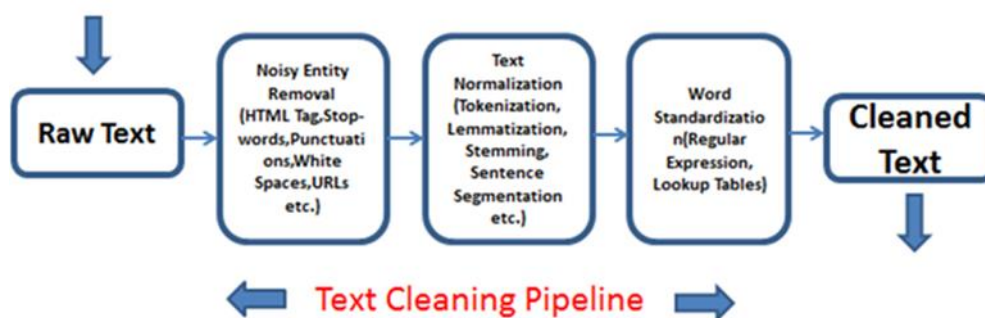 Raw Text
Noisy Entity
Removal
(HTML Tag,Stop-
words,Punctuati
ons,White
Spaces,URLs
etc.)
Text
Normalization
(Tokenization,
Lemmatization,
Stemming,
Sentence
Segmentation
etc.)
Word
Standardizatio
n(Regular
Expression,
Lookup Tables)
Cleaned
Text
Text Cleaning Pipeline